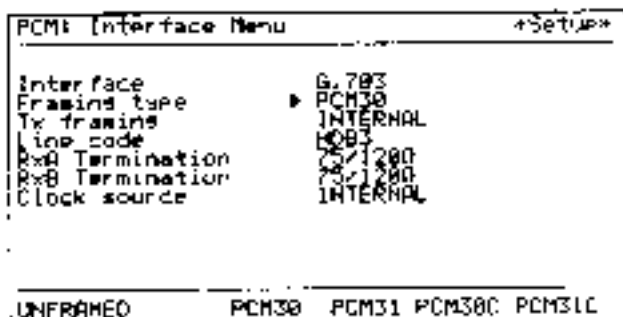 PCM: Interface Menu *Setup*
Interface G.703
Framing type ▶ PCM30
Tx framing INTERNAL
Line code HDB3
RxA Termination 75/120Ω
RxB Termination 75/120Ω
Clock source INTERNAL
UNFRAMED PCM30 PCM31 PCM30C PCM31C